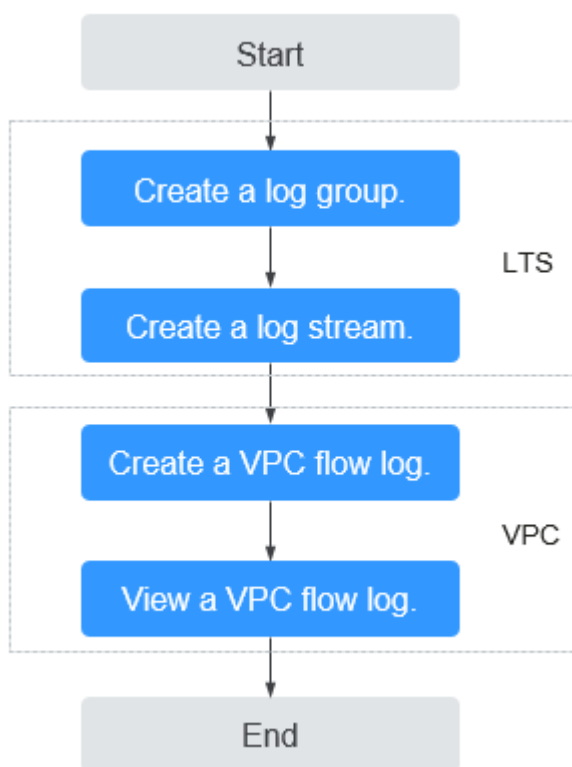 Start
Create a log group.
LTS
Create a log stream.
Create a VPC flow log.
VPC
View a VPC flow log.
End